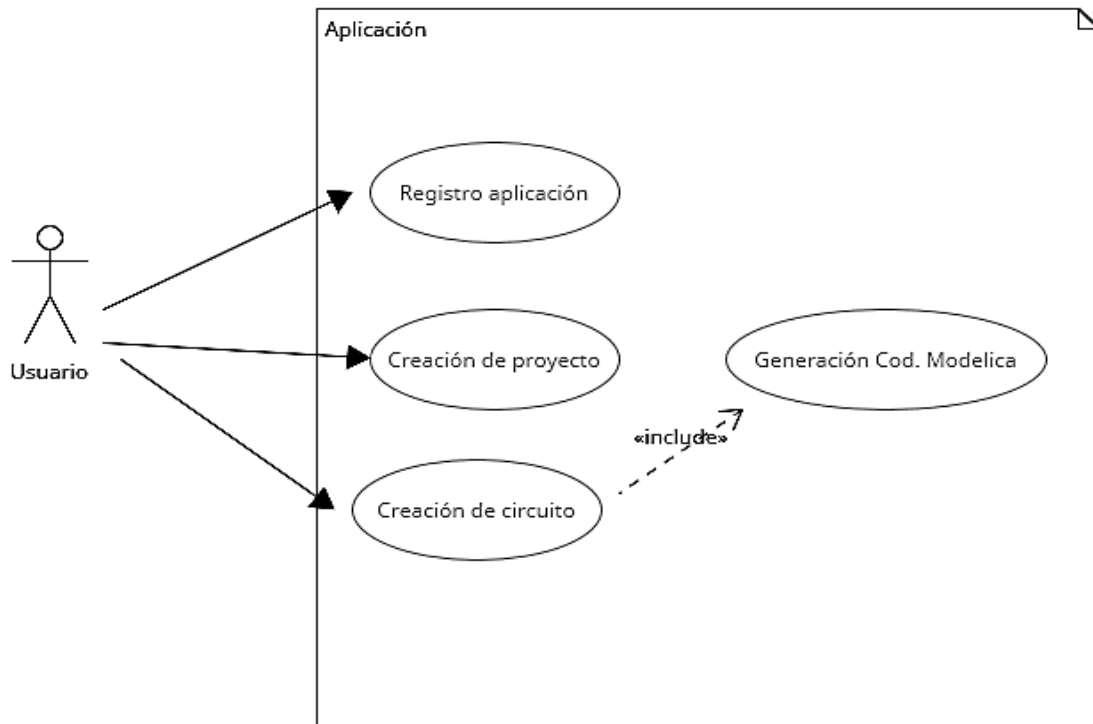 Aplicación
Registro aplicación
Usuario
Creación de proyecto
Generación Cod. Modelica
«include»
Creación de circuito